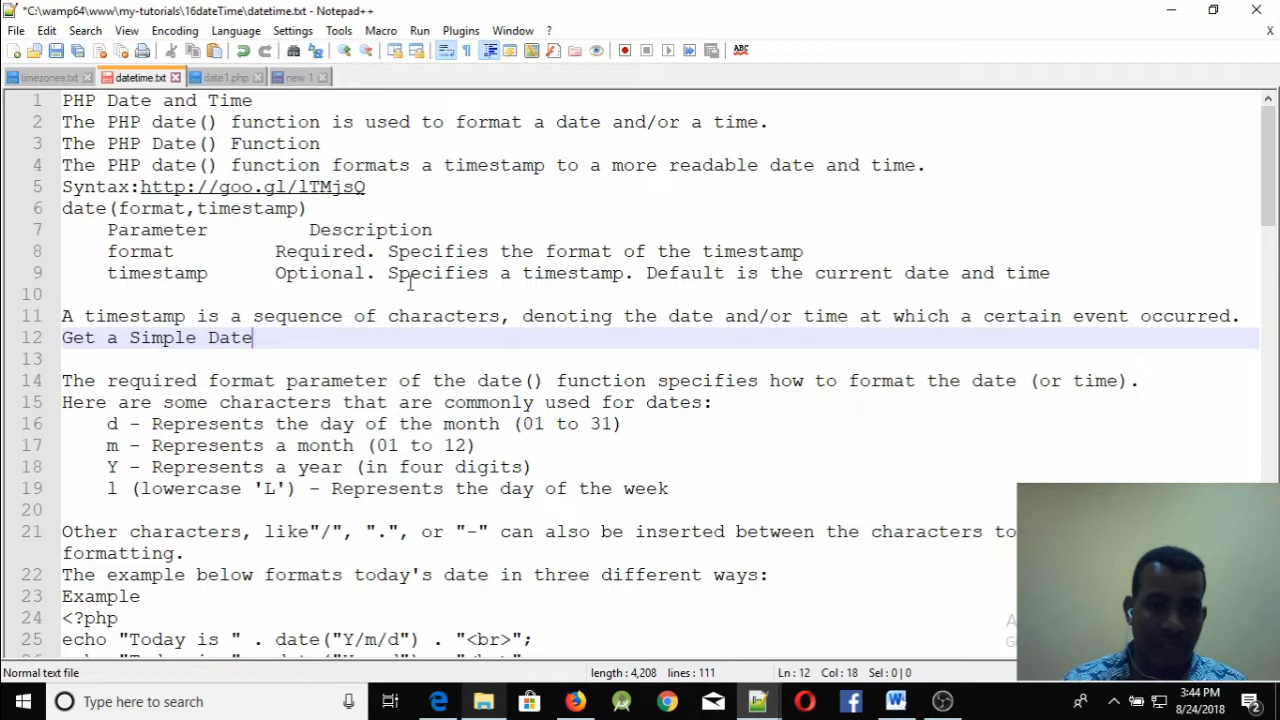 *C:\wamp64\www\my-tutorials\16dateTime\datetime.txt - Notepad++
File Edit Search View Encoding Language Settings Tools Macro Run Plugins Window ? X
timezones.txt datetime.txt date1.php new 1
1 PHP Date and Time
2 The PHP date() function is used to format a date and/or a time.
3 The PHP Date() Function
4 The PHP date() function formats a timestamp to a more readable date and time.
5 Syntax:http://goo.gl/lTMjsQ
6 date(format,timestamp)
7 Parameter Description
8 format Required. Specifies the format of the timestamp
9 timestamp Optional. Specifies a timestamp. Default is the current date and time
10
11 A timestamp is a sequence of characters, denoting the date and/or time at which a certain event occurred.
12 Get a Simple Date
13
14 The required format parameter of the date() function specifies how to format the date (or time).
15 Here are some characters that are commonly used for dates:
16 d - Represents the day of the month (01 to 31)
17 m - Represents a month (01 to 12)
18 Y - Represents a year (in four digits)
19 l (lowercase 'L') - Represents the day of the week
20
21 Other characters, like"/", ".", or "-" can also be inserted between the characters to
formatting.
22 The example below formats today's date in three different ways:
23 Example
24 <?php
25 echo "Today is " . date("Y/m/d") . "<br>";
Normal text file length : 4,208 lines : 111 Ln : 12 Col : 18 Sel : 0 | 0
Type here to search
3:44 PM
8/24/2018
2